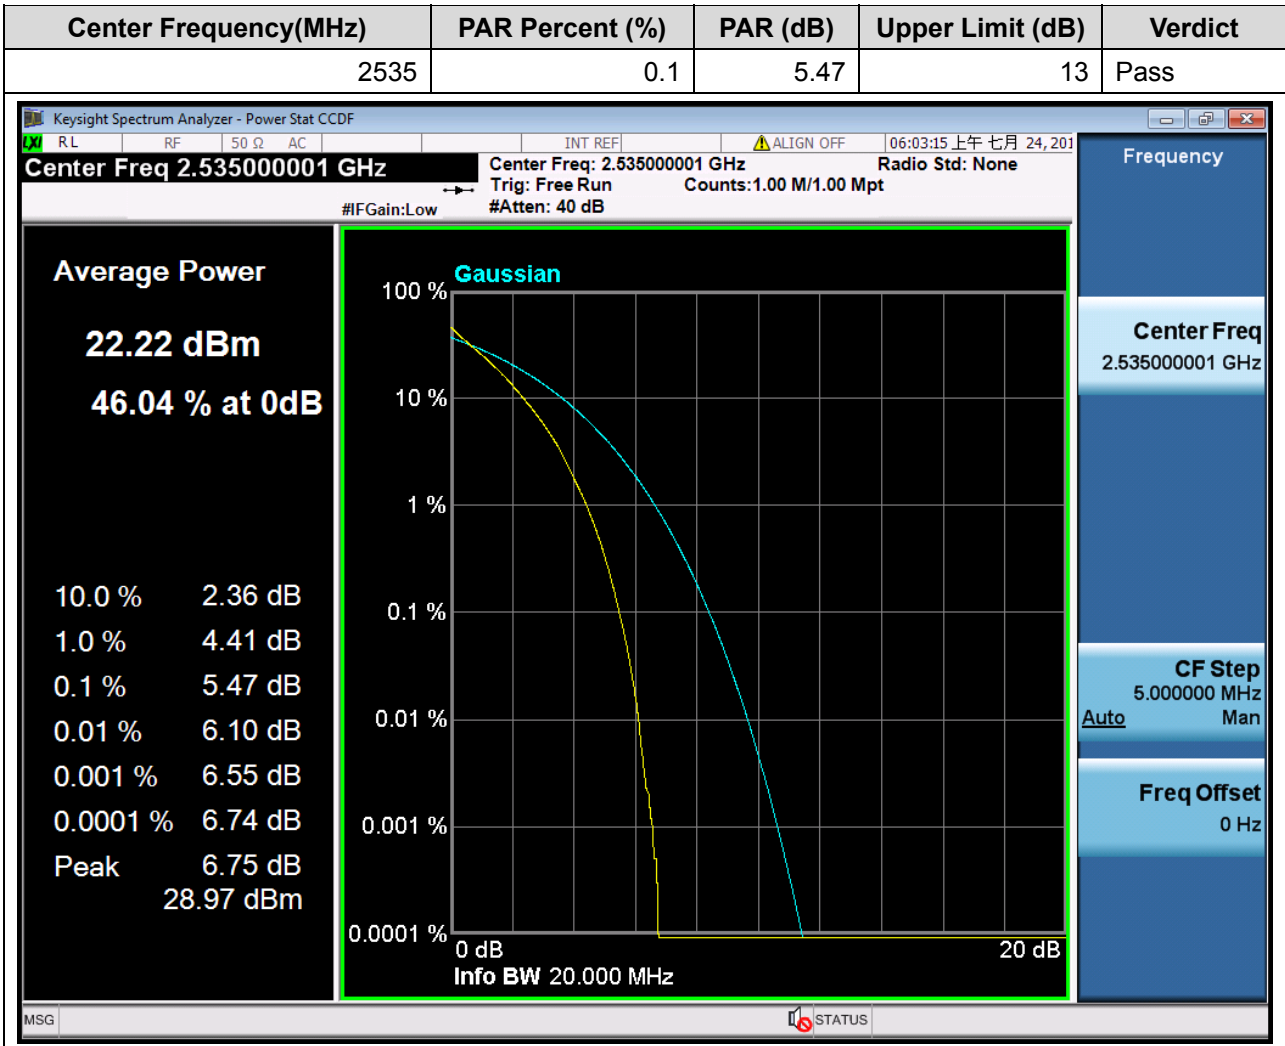 Center Frequency(MHz) PAR Percent (%) PAR (dB) Upper Limit (dB) Verdict
2535 0.1 5.47 13 Pass
Keysight Spectrum Analyzer - Power Stat CCDF
LXI RL RF 50 Ω AC INT REF ALIGN OFF 06:03:15 上午 七月 24, 201
Center Freq 2.535000001 GHz
Center Freq: 2.535000001 GHz Radio Std: None
Trig: Free Run Counts:1.00 M/1.00 Mpt
#IFGain:Low #Atten: 40 dB
Average Power
22.22 dBm
46.04 % at 0dB
10.0 % 2.36 dB
1.0 % 4.41 dB
0.1 % 5.47 dB
0.01 % 6.10 dB
0.001 % 6.55 dB
0.0001 % 6.74 dB
Peak 6.75 dB
28.97 dBm
Gaussian
100 %
10 %
1 %
0.1 %
0.01 %
0.001 %
0.0001 %
0 dB 20 dB
Info BW 20.000 MHz
Frequency
Center Freq
2.535000001 GHz
CF Step
5.000000 MHz
Auto Man
Freq Offset
0 Hz
MSG STATUS